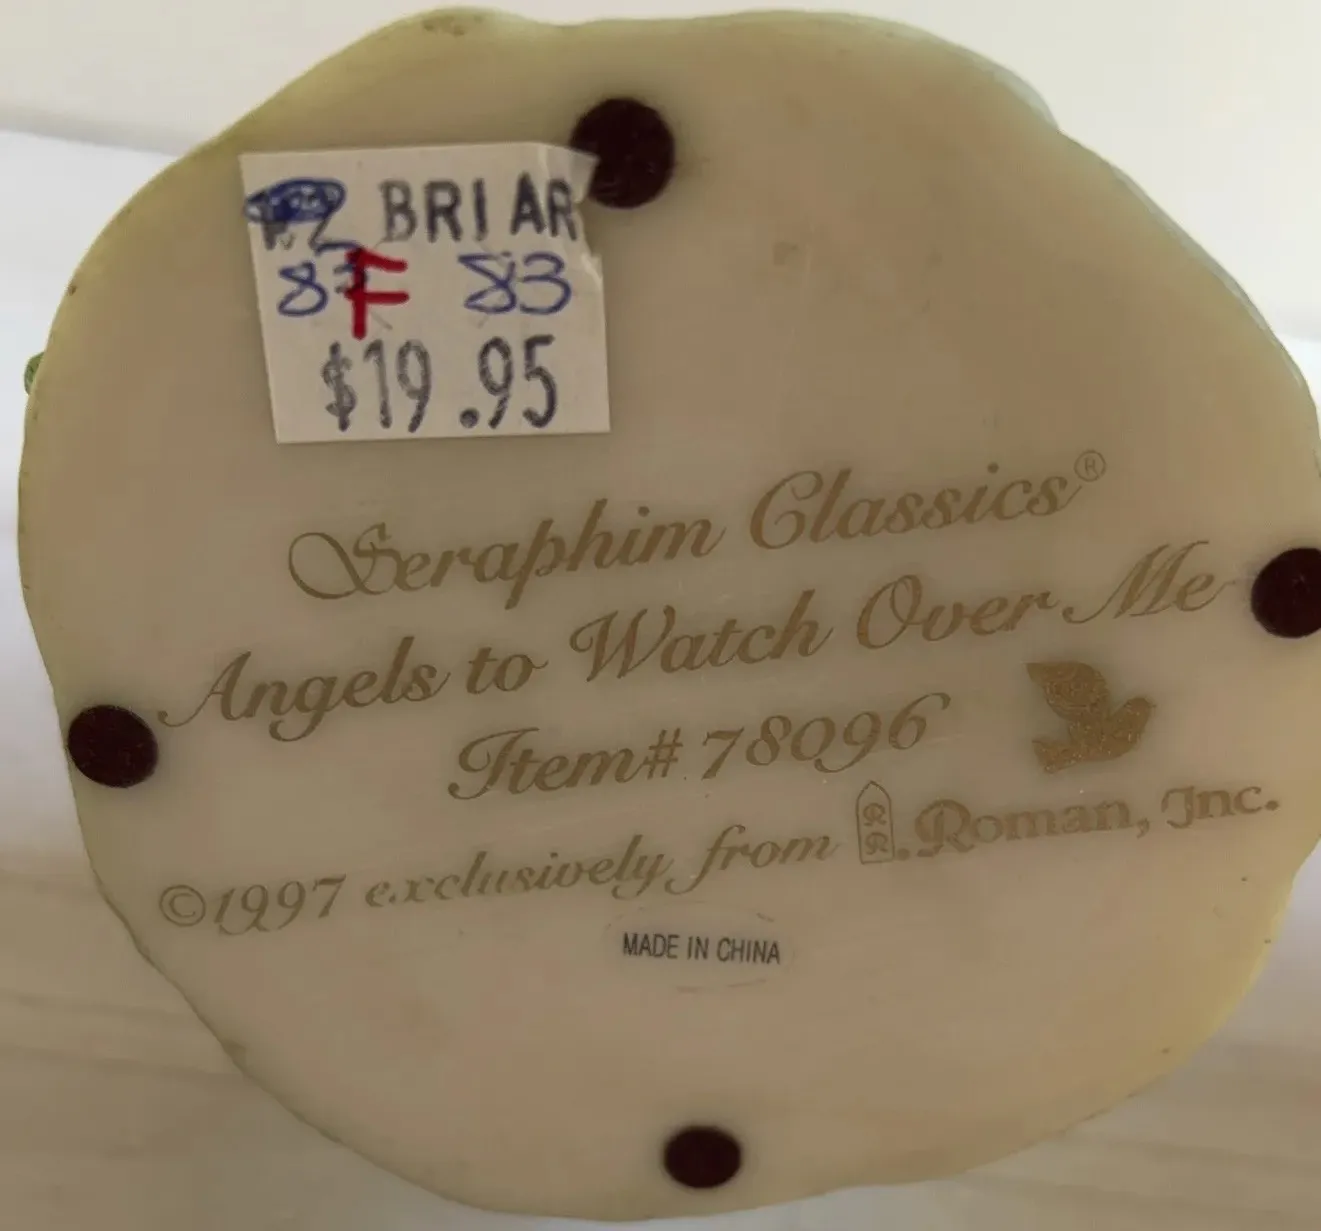 BRIAR
83
$19.95
Seraphim Classics®
Angels to Watch Over Me
Item# 78096
©1997 exclusively from R.Roman, Inc.
MADE IN CHINA